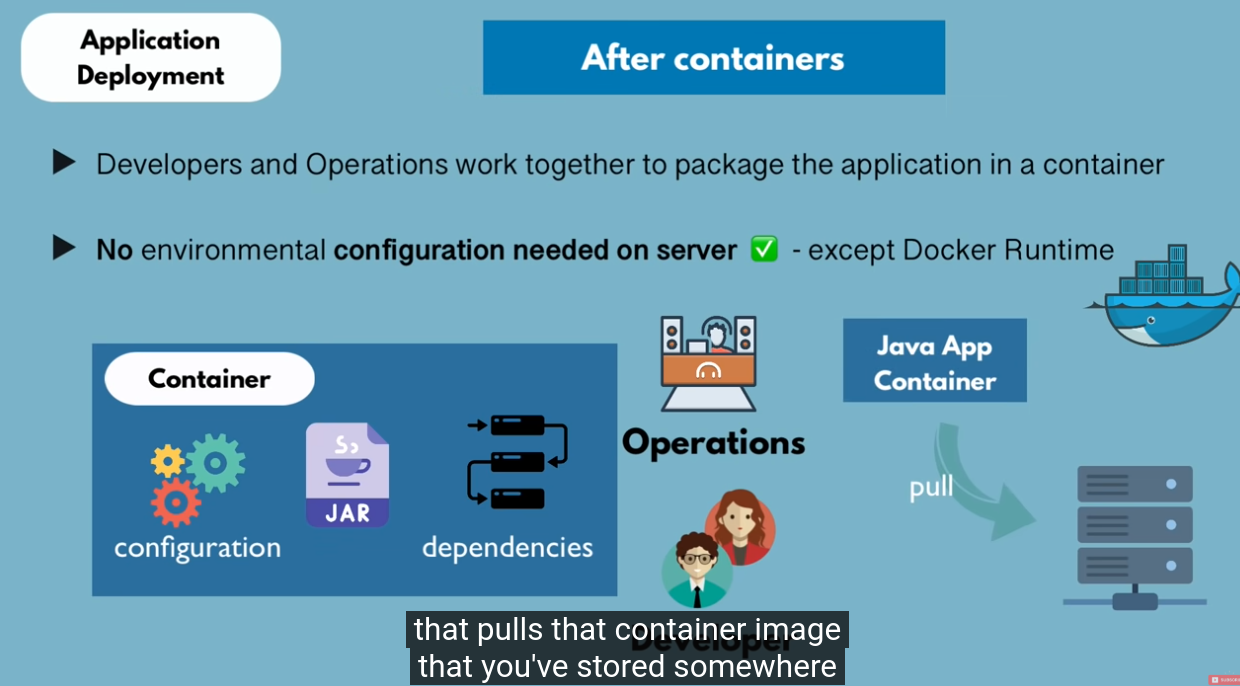 Application
Deployment
After containers
Developers and Operations work together to package the application in a container
No environmental configuration needed on server ✅ - except Docker Runtime
Container
configuration
JAR
dependencies
Operations
Java App
Container
pull
Developer
that pulls that container image
that you've stored somewhere